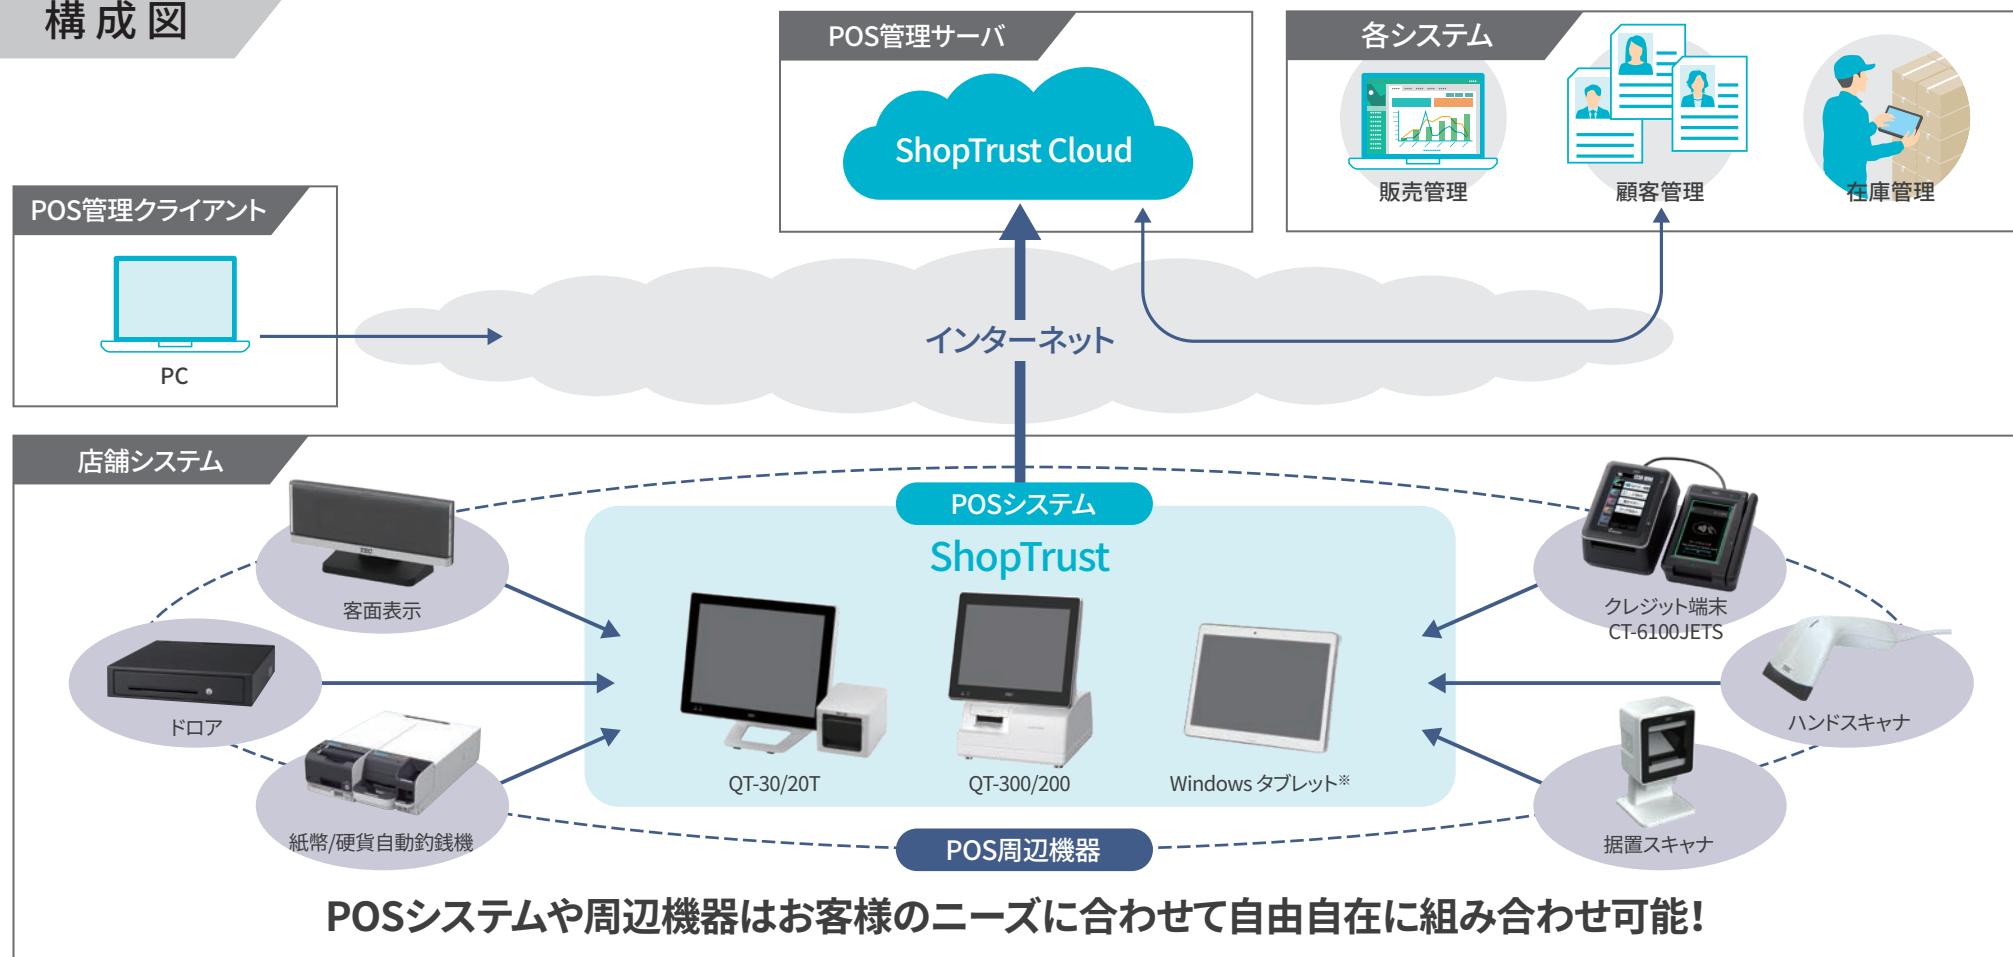 構成図
POS管理サーバ
ShopTrust Cloud
各システム
販売管理
顧客管理
在庫管理
POS管理クライアント
PC
インターネット
店舗システム
POSシステム
ShopTrust
客面表示
ドロア
紙幣/硬貨自動釣銭機
QT-30/20T
QT-300/200
Windows タブレット※
クレジット端末
CT-6100JETS
ハンドスキャナ
据置スキャナ
POS周辺機器
POSシステムや周辺機器はお客様のニーズに合わせて自由自在に組み合わせ可能！